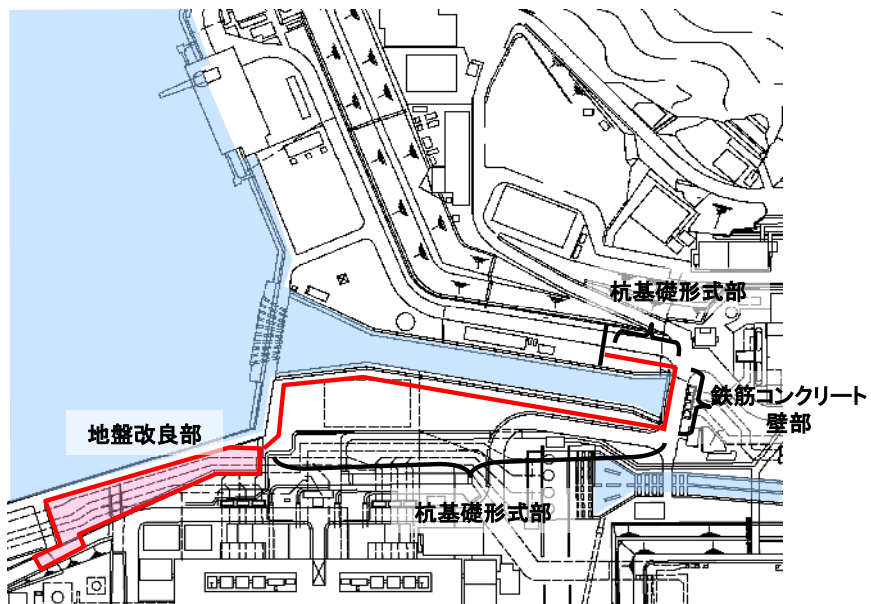 杭基礎形式部
鉄筋コンクリート
壁部
地盤改良部
杭基礎形式部